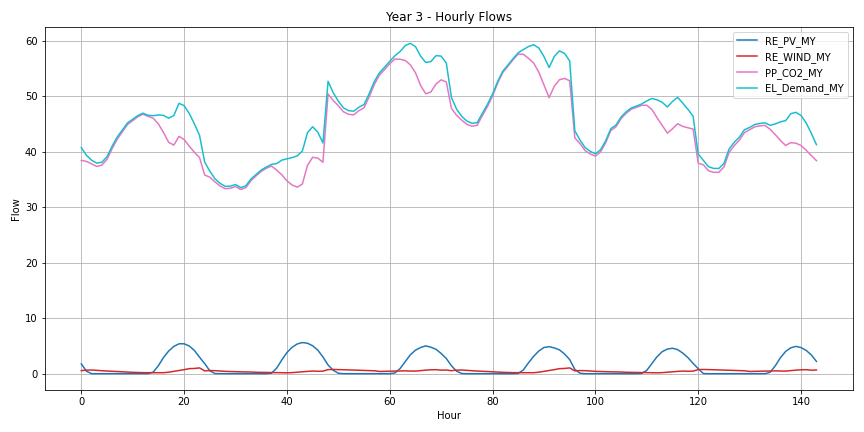 Year 3 - Hourly Flows
RE_PV_MY
RE_WIND_MY
PP_CO2_MY
EL_Demand_MY
60
50
40
30
20
10
0
Flow
0 20 40 60 80 100 120 140
Hour